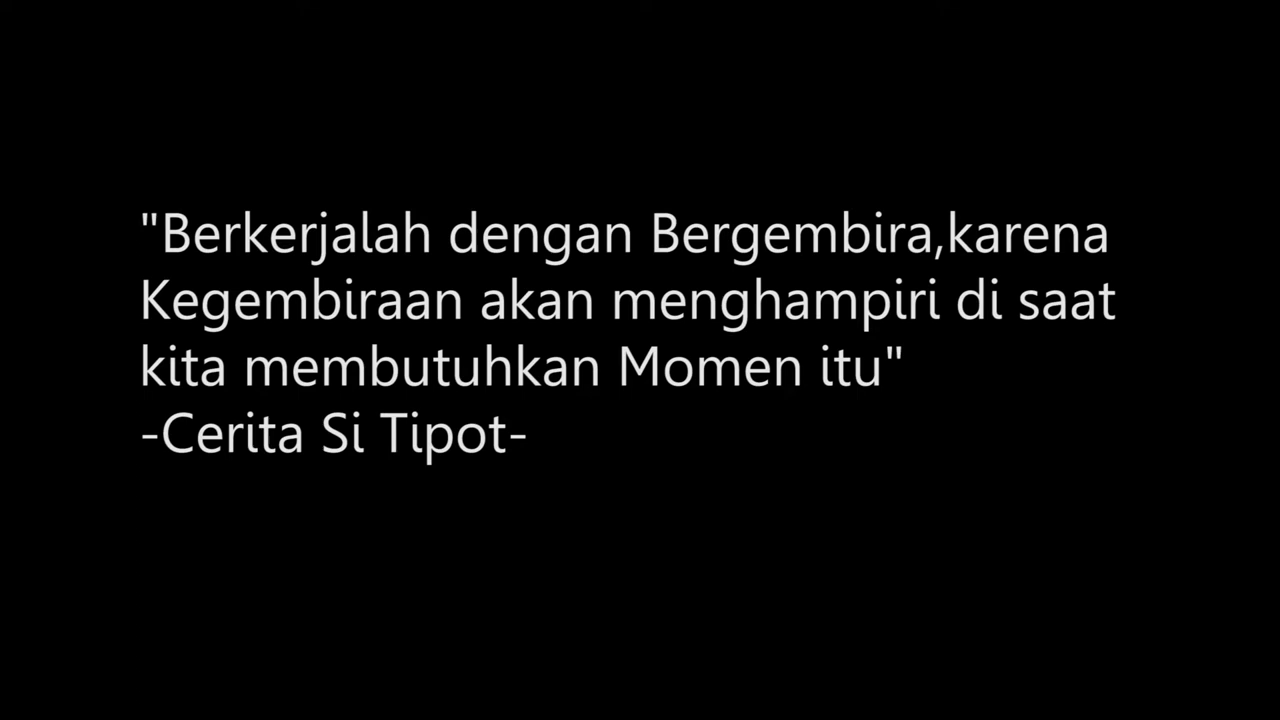 "Berkerjalah dengan Bergembira,karena
Kegembiraan akan menghampiri di saat
kita membutuhkan Momen itu"
-Cerita Si Tipot-